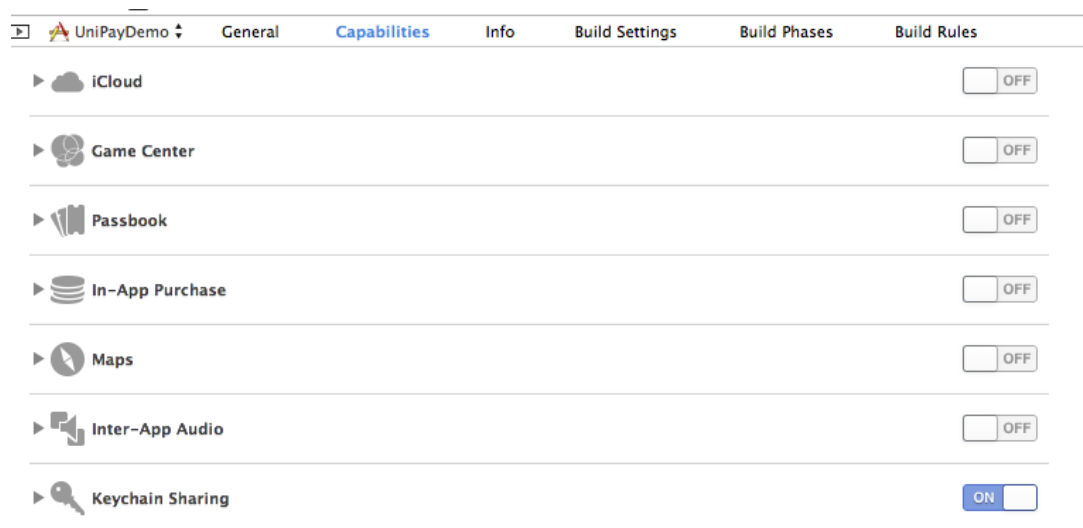 UniPayDemo General Capabilities Info Build Settings Build Phases Build Rules
iCloud OFF
Game Center OFF
Passbook OFF
In-App Purchase OFF
Maps OFF
Inter-App Audio OFF
Keychain Sharing ON